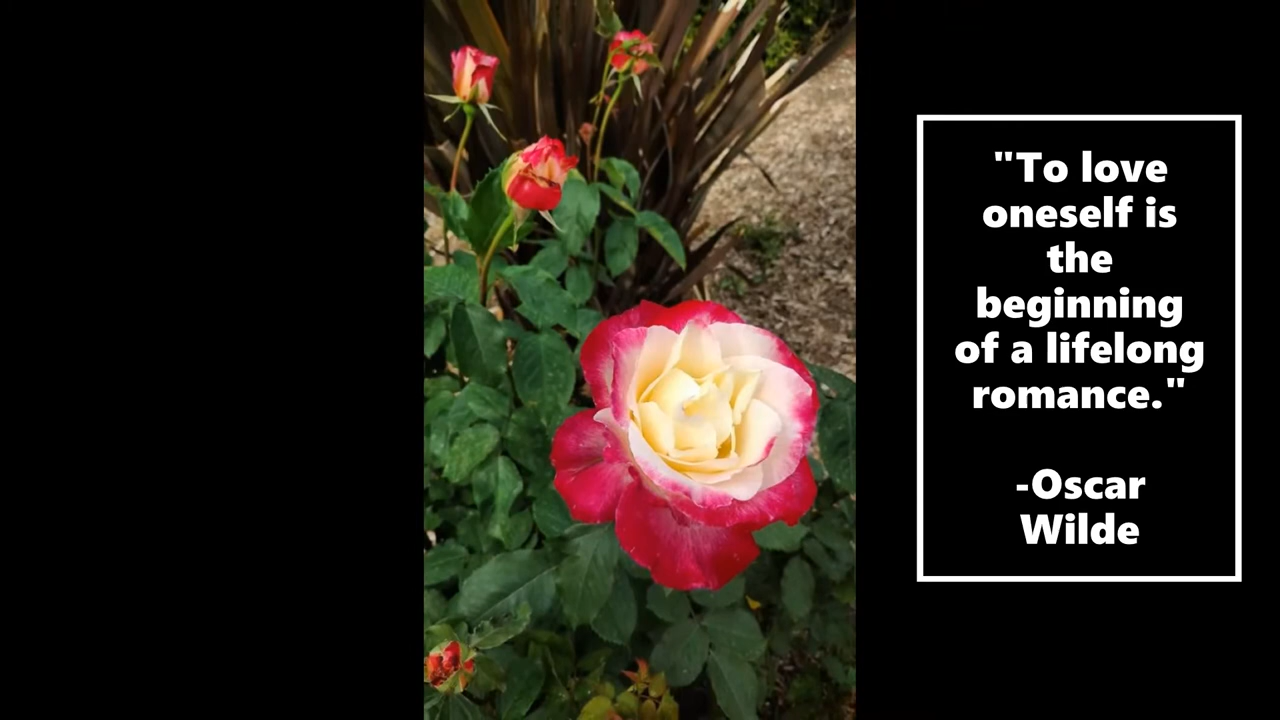 "To love
oneself is
the
beginning
of a lifelong
romance."
-Oscar
Wilde